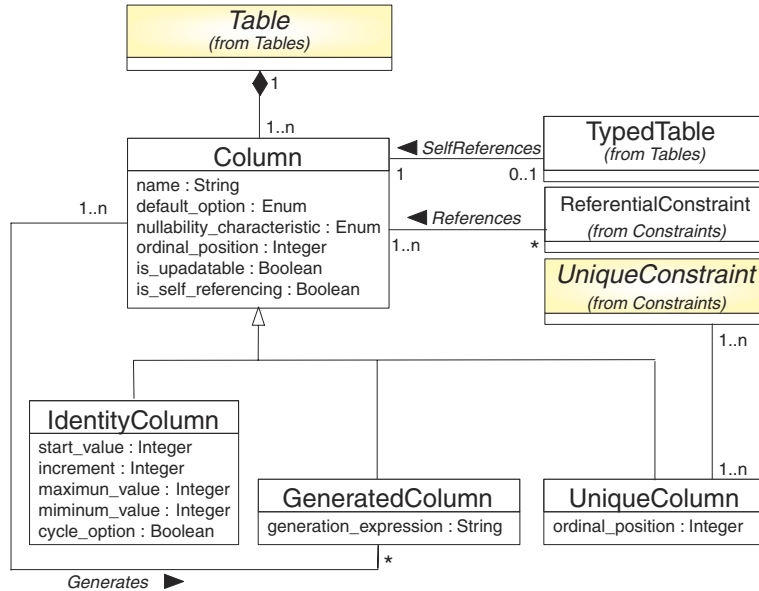 Table
(from Tables)
1
1..n
Column
name : String
default_option : Enum
nullability_characteristic : Enum
ordinal_position : Integer
is_upadatable : Boolean
is_self_referencing : Boolean
SelfReferences
1
0..1
TypedTable
(from Tables)
References
1..n
*
ReferentialConstraint
(from Constraints)
UniqueConstraint
(from Constraints)
1..n
1..n
1..n
IdentityColumn
start_value : Integer
increment : Integer
maximun_value : Integer
miminum_value : Integer
cycle_option : Boolean
GeneratedColumn
generation_expression : String
UniqueColumn
ordinal_position : Integer
*
Generates